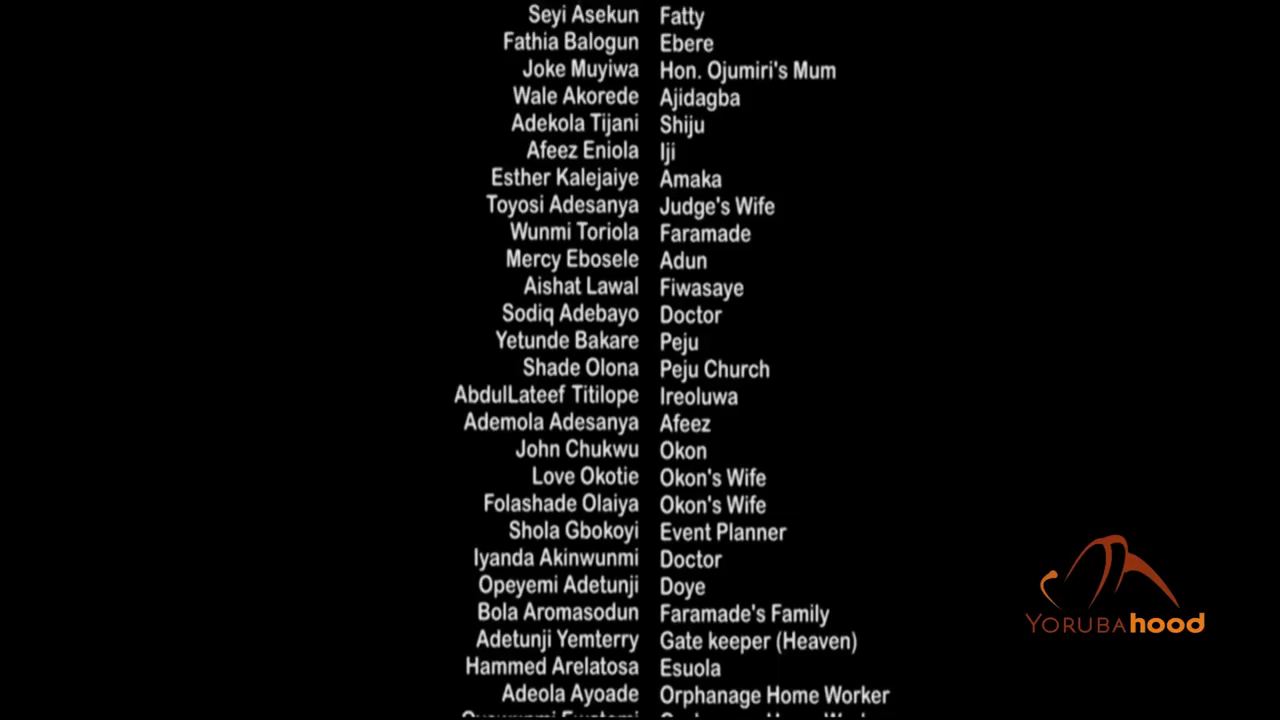 Seyi Asekun Fatty
Fathia Balogun Ebere
Joke Muyiwa Hon. Ojumiri's Mum
Wale Akorede Ajidagba
Adekola Tijani Shiju
Afeez Eniola Iji
Esther Kalejaiye Amaka
Toyosi Adesanya Judge's Wife
Wunmi Toriola Faramade
Mercy Ebosele Adun
Aishat Lawal Fiwasaye
Sodiq Adebayo Doctor
Yetunde Bakare Peju
Shade Olona Peju Church
AbdulLateef Titilope Ireoluwa
Ademola Adesanya Afeez
John Chukwu Okon
Love Okotie Okon's Wife
Folashade Olaiya Okon's Wife
Shola Gbokoyi Event Planner
Iyanda Akinwunmi Doctor
Opeyemi Adetunji Doye
Bola Aromasodun Faramade's Family
Adetunji Yemterry Gate keeper (Heaven)
Hammed Arelatosa Esuola
Adeola Ayoade Orphanage Home Worker
YORUBAhood